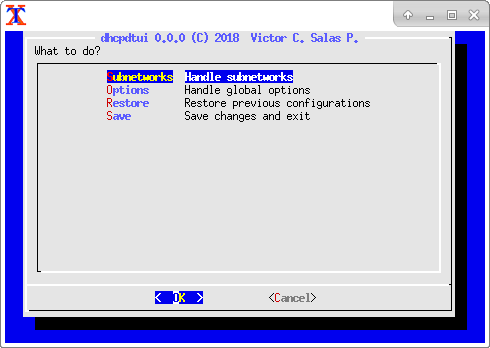 dhcpdtui 0.0.0 (C) 2018 Victor C. Salas P.
What to do?
Subnetworks Handle subnetworks
Options Handle global options
Restore Restore previous configurations
Save Save changes and exit
< OK > <Cancel>